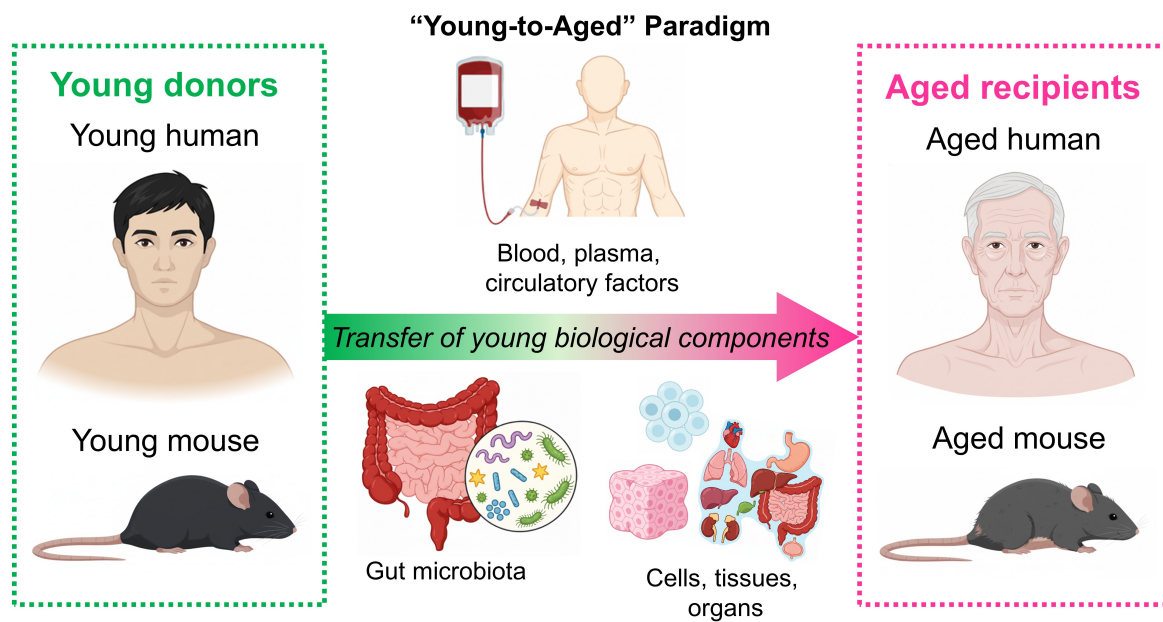 “Young-to-Aged” Paradigm
Young donors
Young human
Young mouse
Blood, plasma,
circulatory factors
Transfer of young biological components
Gut microbiota
Cells, tissues,
organs
Aged recipients
Aged human
Aged mouse